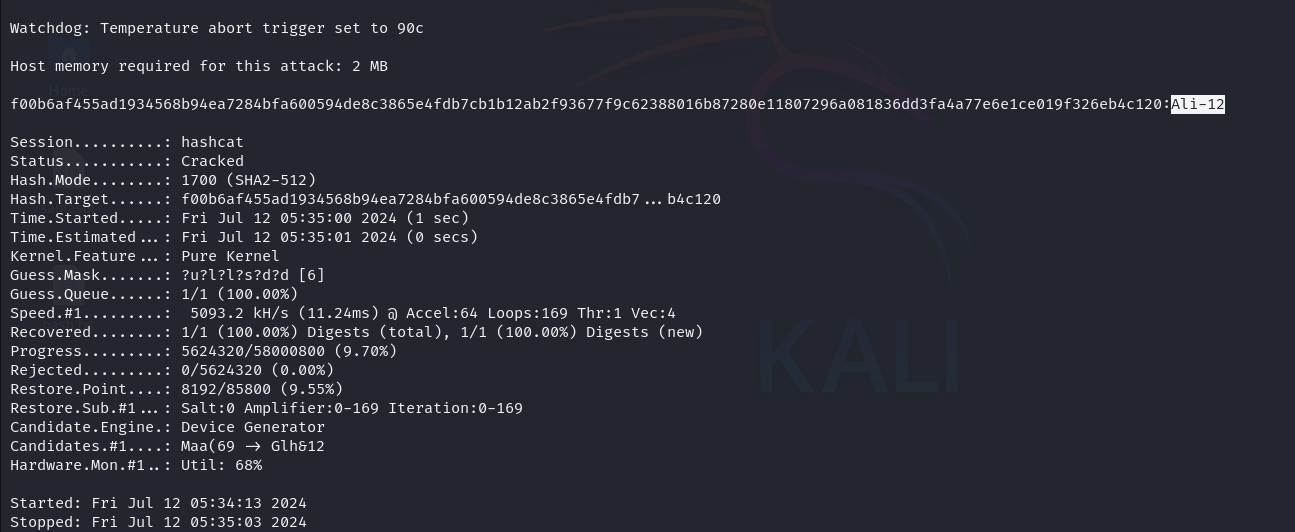 Watchdog: Temperature abort trigger set to 90c
Host memory required for this attack: 2 MB
f00b6af455ad1934568b94ea7284bfa600594de8c3865e4fdb7cb1b12ab2f93677f9c62388016b87280e11807296a081836dd3fa4a77e6e1ce019f326eb4c120:Ali-12
Session..........: hashcat
Status...........: Cracked
Hash.Mode........: 1700 (SHA2-512)
Hash.Target......: f00b6af455ad1934568b94ea7284bfa600594de8c3865e4fdb7...b4c120
Time.Started.....: Fri Jul 12 05:35:00 2024 (1 sec)
Time.Estimated...: Fri Jul 12 05:35:01 2024 (0 secs)
Kernel.Feature...: Pure Kernel
Guess.Mask.......: ?u?l?l?s?d?d [6]
Guess.Queue......: 1/1 (100.00%)
Speed.#1.........:  5093.2 kH/s (11.24ms) @ Accel:64 Loops:169 Thr:1 Vec:4
Recovered........: 1/1 (100.00%) Digests (total), 1/1 (100.00%) Digests (new)
Progress.........: 5624320/58000800 (9.70%)
Rejected.........: 0/5624320 (0.00%)
Restore.Point....: 8192/85800 (9.55%)
Restore.Sub.#1...: Salt:0 Amplifier:0-169 Iteration:0-169
Candidate.Engine.: Device Generator
Candidates.#1....: Maa(69 -> Glh&12
Hardware.Mon.#1..: Util: 68%
Started: Fri Jul 12 05:34:13 2024
Stopped: Fri Jul 12 05:35:03 2024
Home
KALI